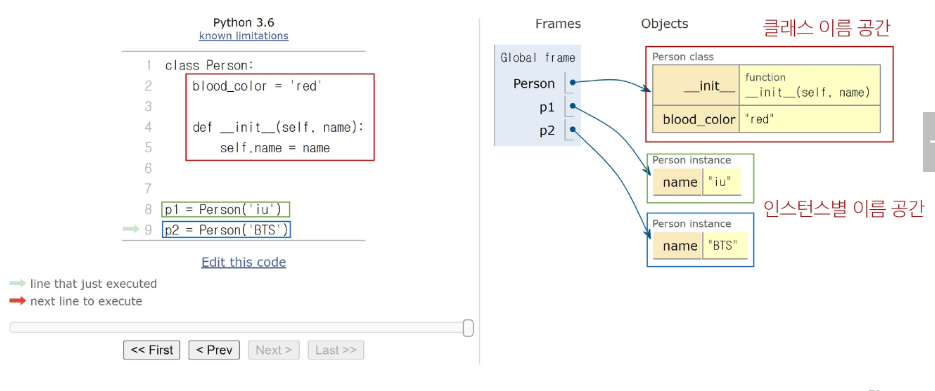 Python 3.6
known limitations
1 class Person:
2 blood_color = 'red'
3
4 def __init__(self, name):
5 self.name = name
6
7
8 p1 = Person('iu')
9 p2 = Person('BTS')
Edit this code
line that just executed
next line to execute
<< First < Prev Next > Last >>
Frames Objects
클래스 이름 공간
Global frame
Person
p1
p2
Person class
__init__ function
__init__(self, name)
blood_color "red"
Person instance
name "iu"
인스턴스별 이름 공간
Person instance
name "BTS"